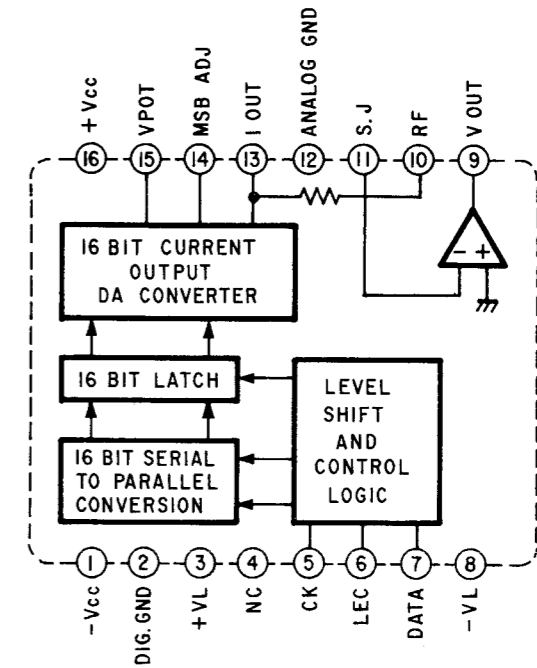 +Vcc
VPOT
MSB ADJ
I OUT
ANALOG GND
S.J
RF
V OUT
16
15
14
13
12
11
10
9
16 BIT CURRENT
OUTPUT
DA CONVERTER
- +
16 BIT LATCH
LEVEL
SHIFT
AND
CONTROL
LOGIC
16 BIT SERIAL
TO PARALLEL
CONVERSION
1
2
3
4
5
6
7
8
-Vcc
DIG.GND
+VL
NC
CK
LEC
DATA
-VL